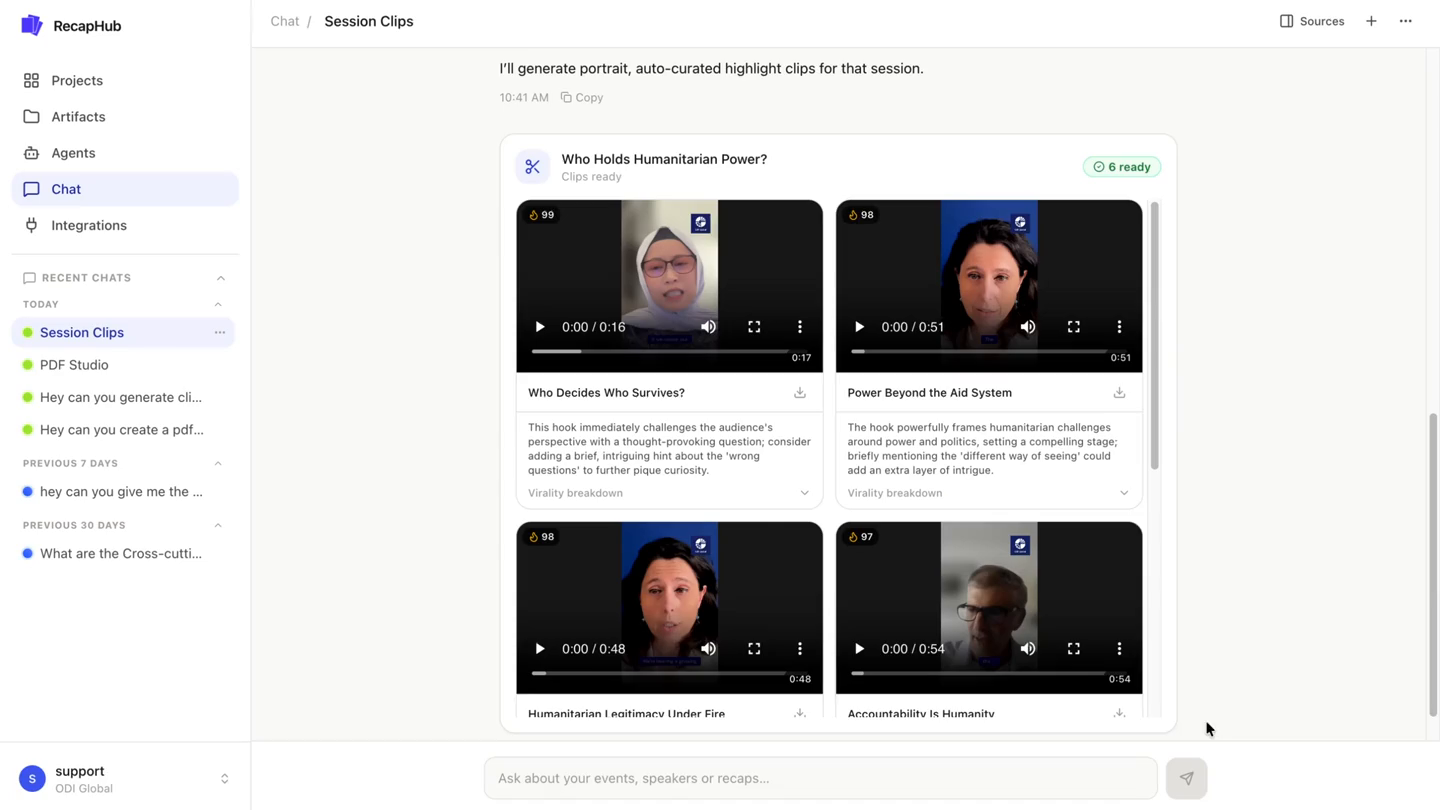 RecapHub
Chat / Session Clips
Sources
Projects
Artifacts
Agents
Chat
Integrations
RECENT CHATS
TODAY
Session Clips
PDF Studio
Hey can you generate cli...
Hey can you create a pdf...
PREVIOUS 7 DAYS
hey can you give me the ...
PREVIOUS 30 DAYS
What are the Cross-cutti...
S
support
ODI Global
I'll generate portrait, auto-curated highlight clips for that session.
10:41 AM Copy
Who Holds Humanitarian Power?
Clips ready
6 ready
99
0:00 / 0:16
0:17
Who Decides Who Survives?
This hook immediately challenges the audience's
perspective with a thought-provoking question; consider
adding a brief, intriguing hint about the 'wrong
questions' to further pique curiosity.
Virality breakdown
98
0:00 / 0:51
0:51
Power Beyond the Aid System
The hook powerfully frames humanitarian challenges
around power and politics, setting a compelling stage;
briefly mentioning the 'different way of seeing' could
add an extra layer of intrigue.
Virality breakdown
98
0:00 / 0:48
0:48
Humanitarian Legitimacy Under Fire
97
0:00 / 0:54
0:54
Accountability Is Humanity
Ask about your events, speakers or recaps...